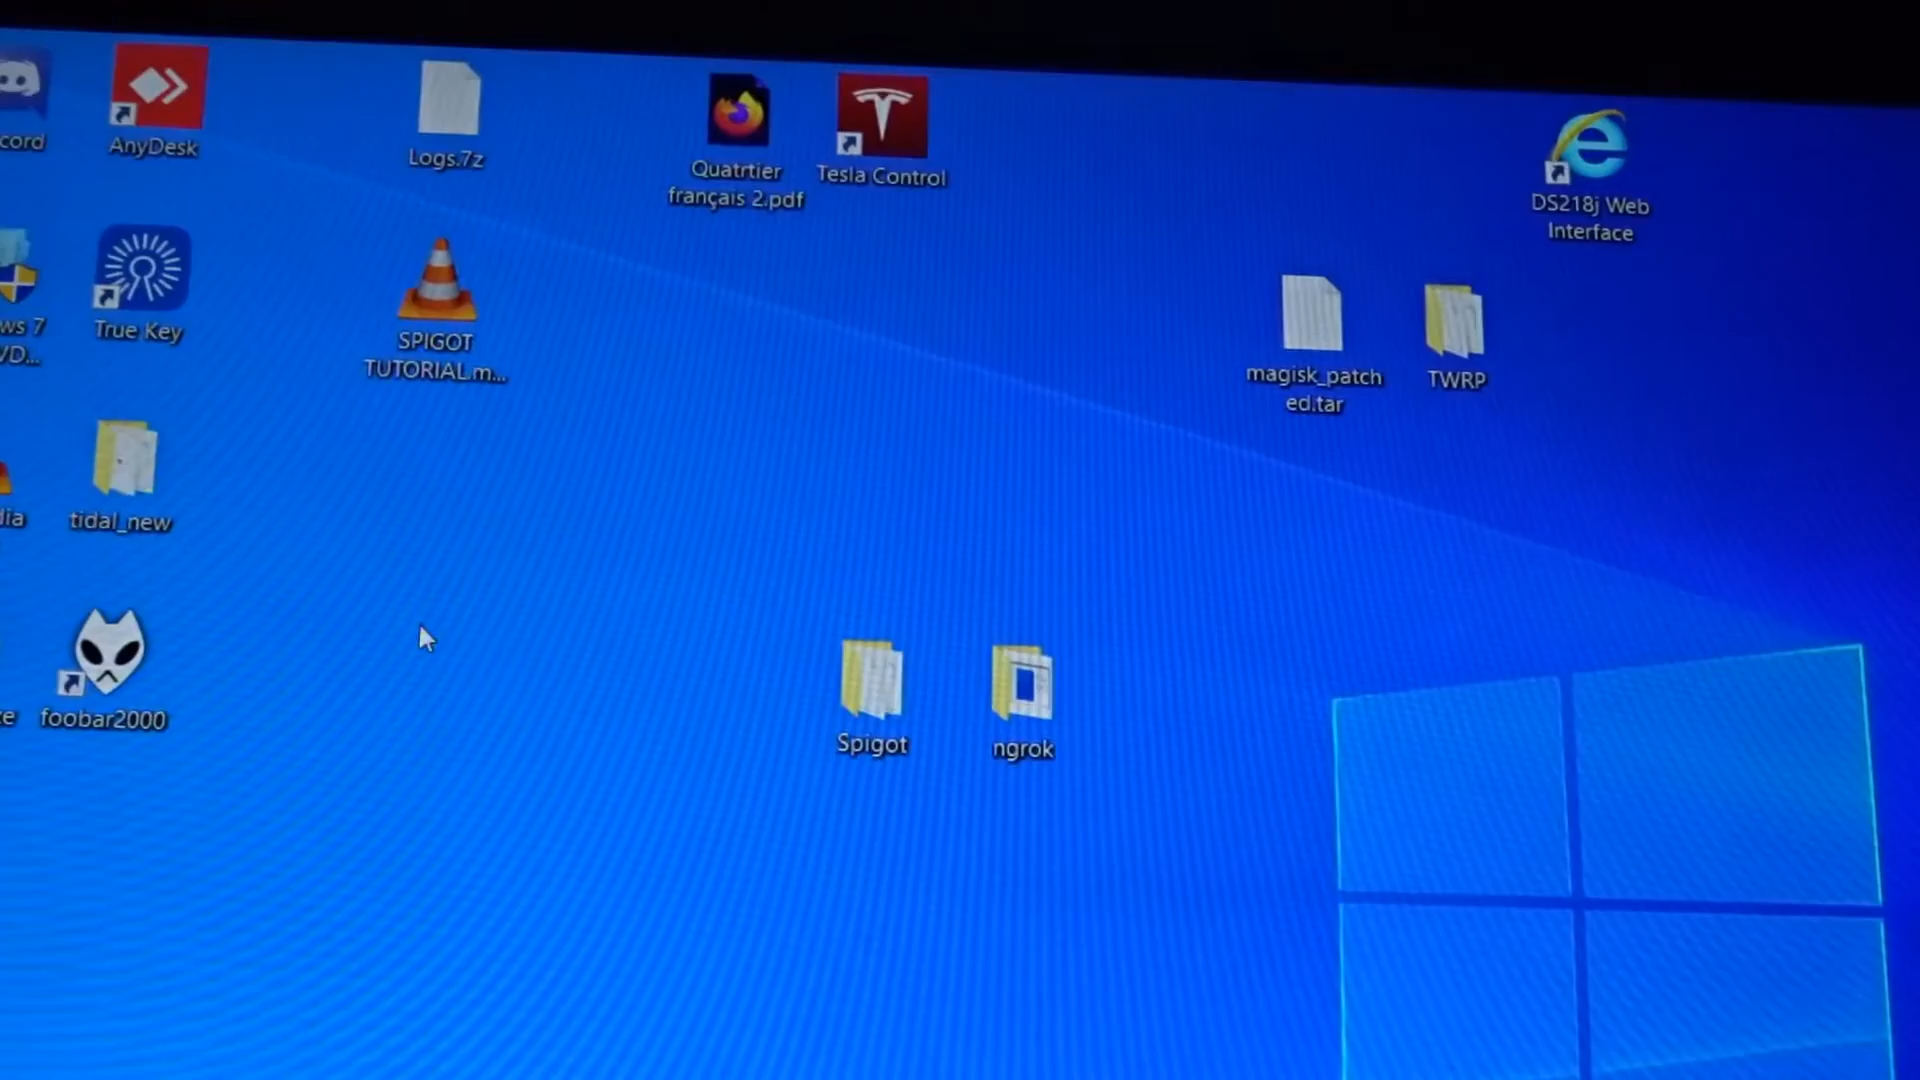 cord
AnyDesk
Logs.7z
Quatrtier
français 2.pdf
Tesla Control
DS218j Web
Interface
ws 7
VD...
True Key
SPIGOT
TUTORIAL.m...
magisk_patch
ed.tar
TWRP
dia
tidal_new
ce
foobar2000
Spigot
ngrok